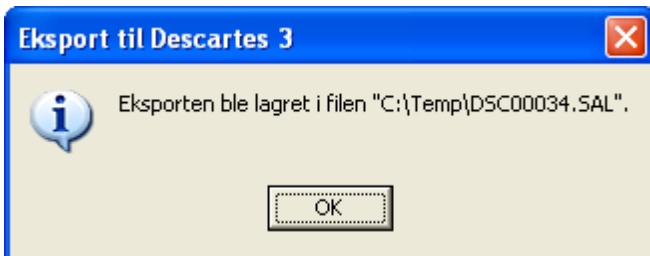 Eksport til Descartes 3
Eksporten ble lagret i filen "C:\Temp\DSC00034.SAL".
OK